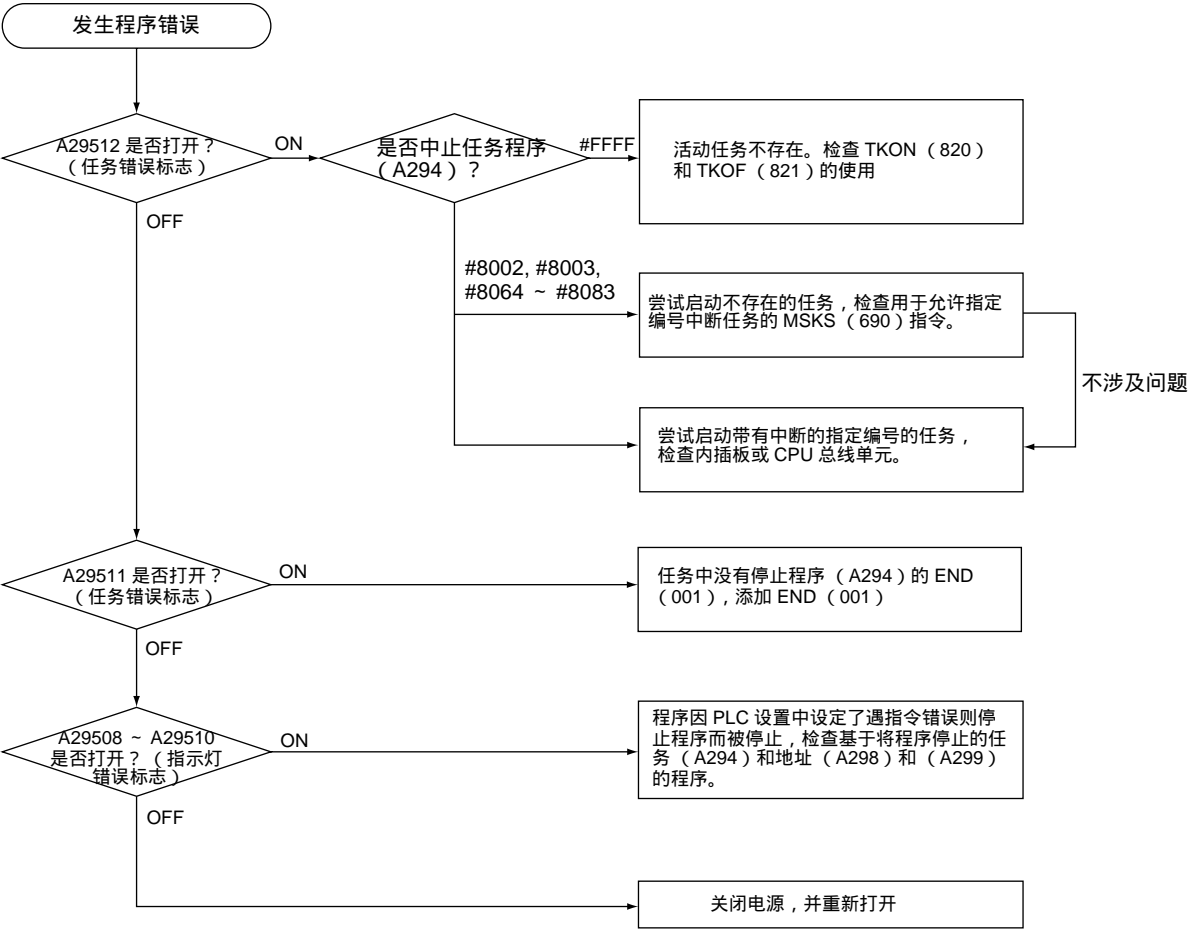 发生程序错误
A29512 是否打开？
（任务错误标志）
ON
是否中止任务程序
（A294）？
#FFFF
活动任务不存在。检查 TKON （820）
和 TKOF （821）的使用
OFF
#8002, #8003,
#8064 ~ #8083
尝试启动不存在的任务，检查用于允许指定
编号中断任务的 MSKS （690）指令。
不涉及问题
尝试启动带有中断的指定编号的任务，
检查内插板或 CPU 总线单元。
A29511 是否打开？
（任务错误标志）
ON
任务中没有停止程序 （A294）的 END
（001），添加 END （001）
OFF
A29508 ~ A29510
是否打开？（指示灯
错误标志）
ON
程序因 PLC 设置中设定了遇指令错误则停
止程序而被停止，检查基于将程序停止的任
务 （A294）和地址 （A298）和 （A299）
的程序。
OFF
关闭电源，并重新打开